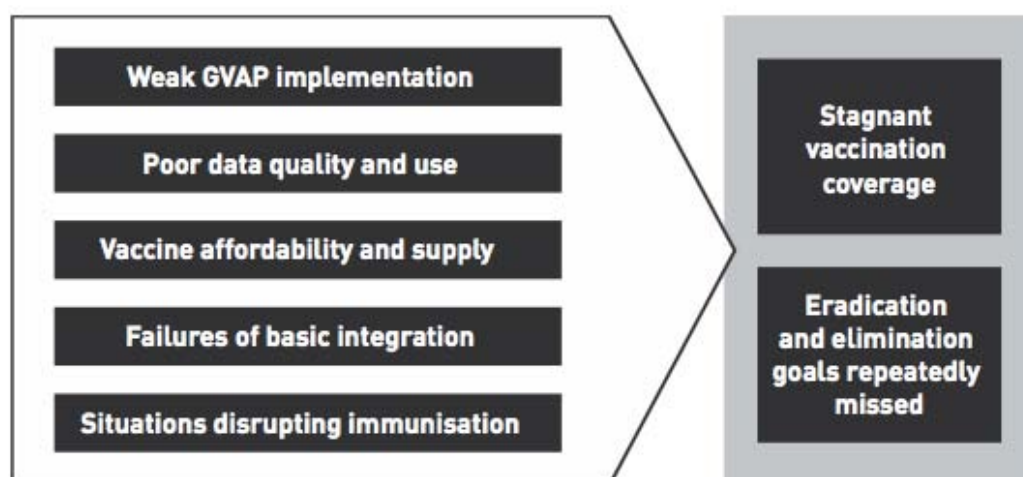 Weak GVAP implementation
Poor data quality and use
Vaccine affordability and supply
Failures of basic integration
Situations disrupting immunisation
Stagnant
vaccination
coverage
Eradication
and elimination
goals repeatedly
missed